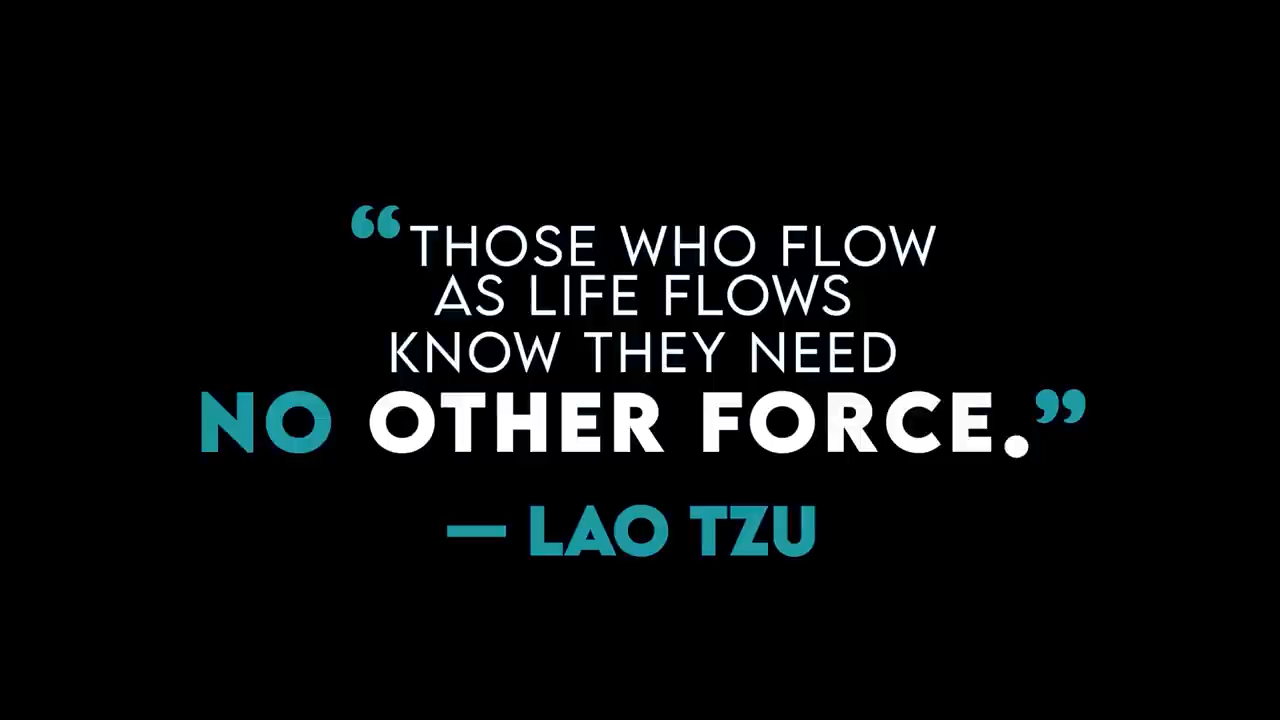 “THOSE WHO FLOW
AS LIFE FLOWS
KNOW THEY NEED
NO OTHER FORCE.”
— LAO TZU